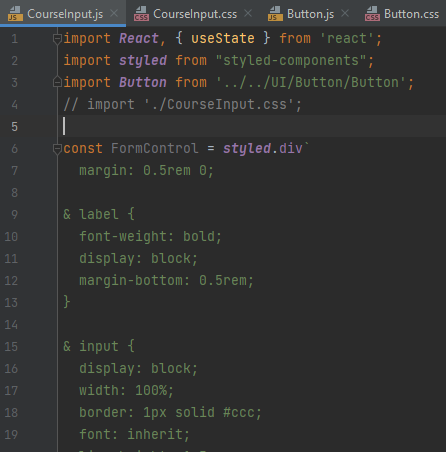 CourseInput.js × CourseInput.css × Button.js × Button.css
1 import React, { useState } from 'react';
2 import styled from "styled-components";
3 import Button from '../../UI/Button/Button';
4 // import './CourseInput.css';
5
6 const FormControl = styled.div`
7 margin: 0.5rem 0;
8
9 & label {
10 font-weight: bold;
11 display: block;
12 margin-bottom: 0.5rem;
13 }
14
15 & input {
16 display: block;
17 width: 100%;
18 border: 1px solid #ccc;
19 font: inherit;